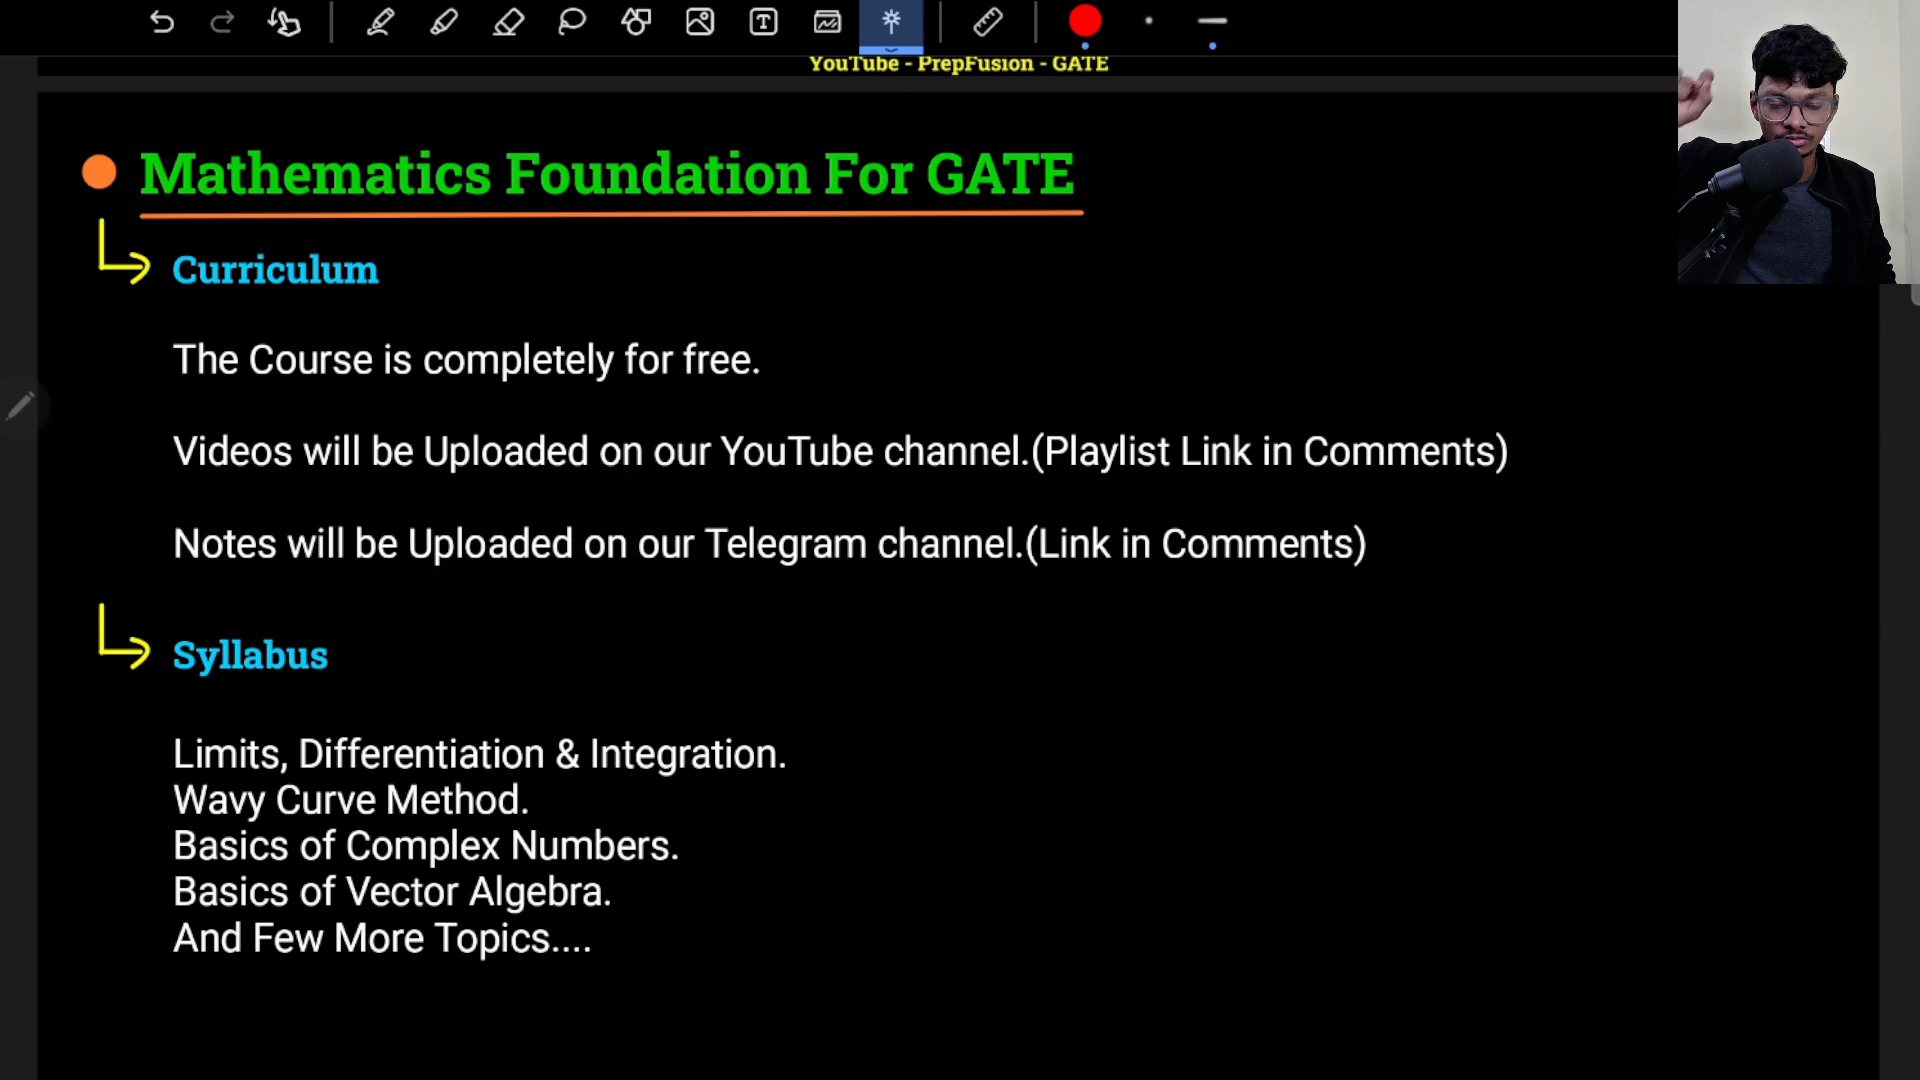 YouTube - PrepFusion - GATE
Mathematics Foundation For GATE
Curriculum
The Course is completely for free.
Videos will be Uploaded on our YouTube channel.(Playlist Link in Comments)
Notes will be Uploaded on our Telegram channel.(Link in Comments)
Syllabus
Limits, Differentiation & Integration.
Wavy Curve Method.
Basics of Complex Numbers.
Basics of Vector Algebra.
And Few More Topics....